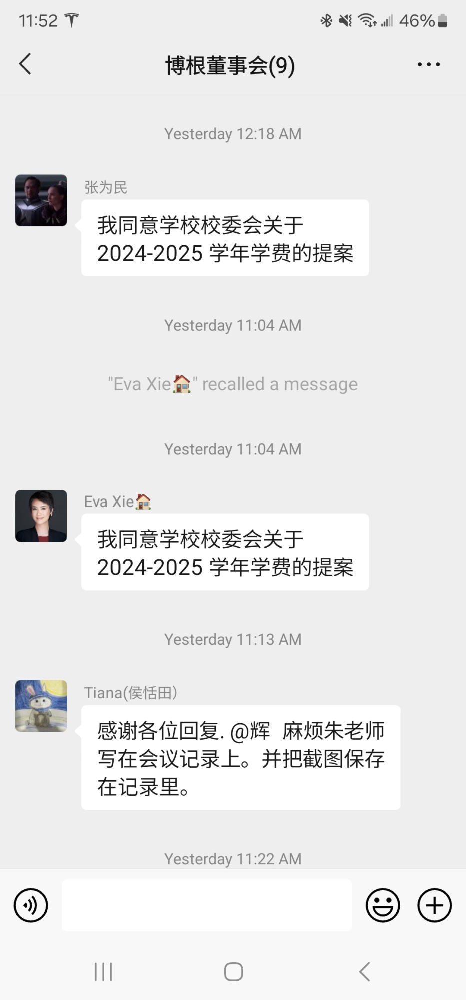 11:52 46%
博根董事会(9)
Yesterday 12:18 AM
张为民
我同意学校校委会关于
2024-2025 学年学费的提案
Yesterday 11:04 AM
"Eva Xie🏠" recalled a message
Yesterday 11:04 AM
Eva Xie🏠
我同意学校校委会关于
2024-2025 学年学费的提案
Yesterday 11:13 AM
Tiana(侯恬田）
感谢各位回复. @辉 麻烦朱老师
写在会议记录上。并把截图保存
在记录里。
Yesterday 11:22 AM